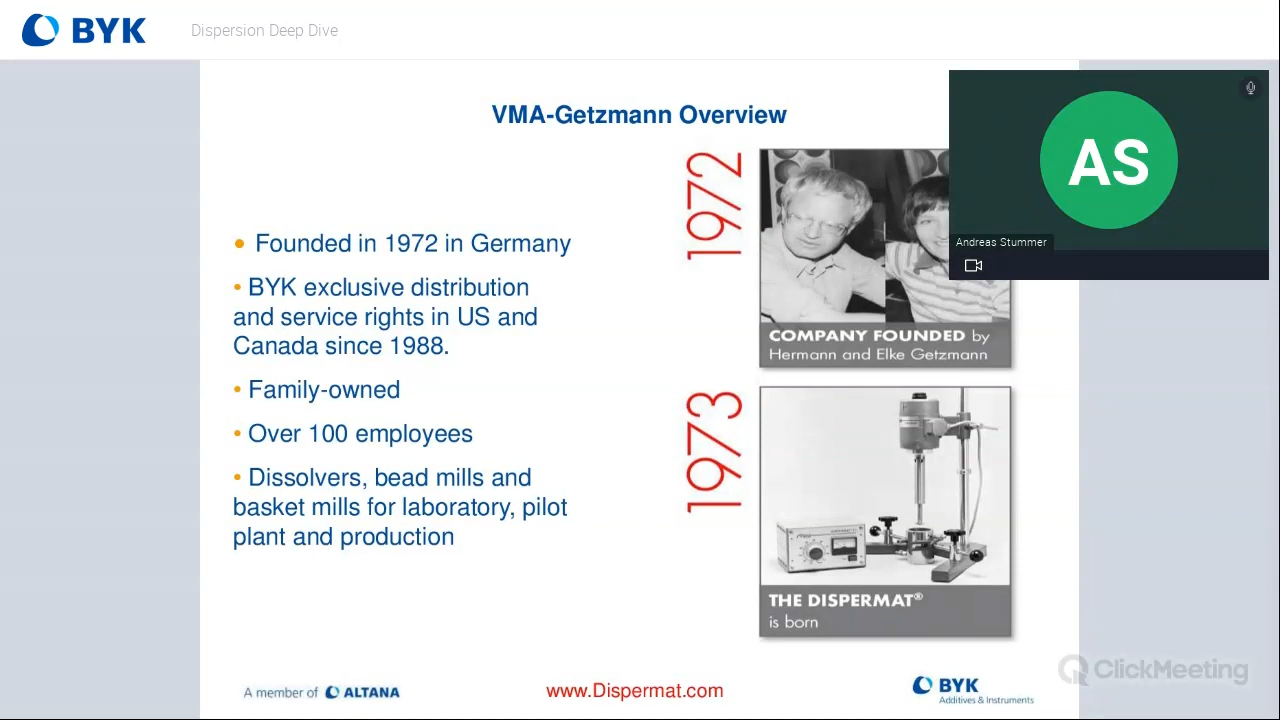 BYK
Dispersion Deep Dive
VMA-Getzmann Overview
AS
Andreas Stummer
• Founded in 1972 in Germany
• BYK exclusive distribution
and service rights in US and
Canada since 1988.
• Family-owned
• Over 100 employees
• Dissolvers, bead mills and
basket mills for laboratory, pilot
plant and production
1972
COMPANY FOUNDED by
Hermann and Elke Getzmann
1973
THE DISPERMAT®
is born
A member of ALTANA
www.Dispermat.com
BYK
Additives & Instruments
ClickMeeting